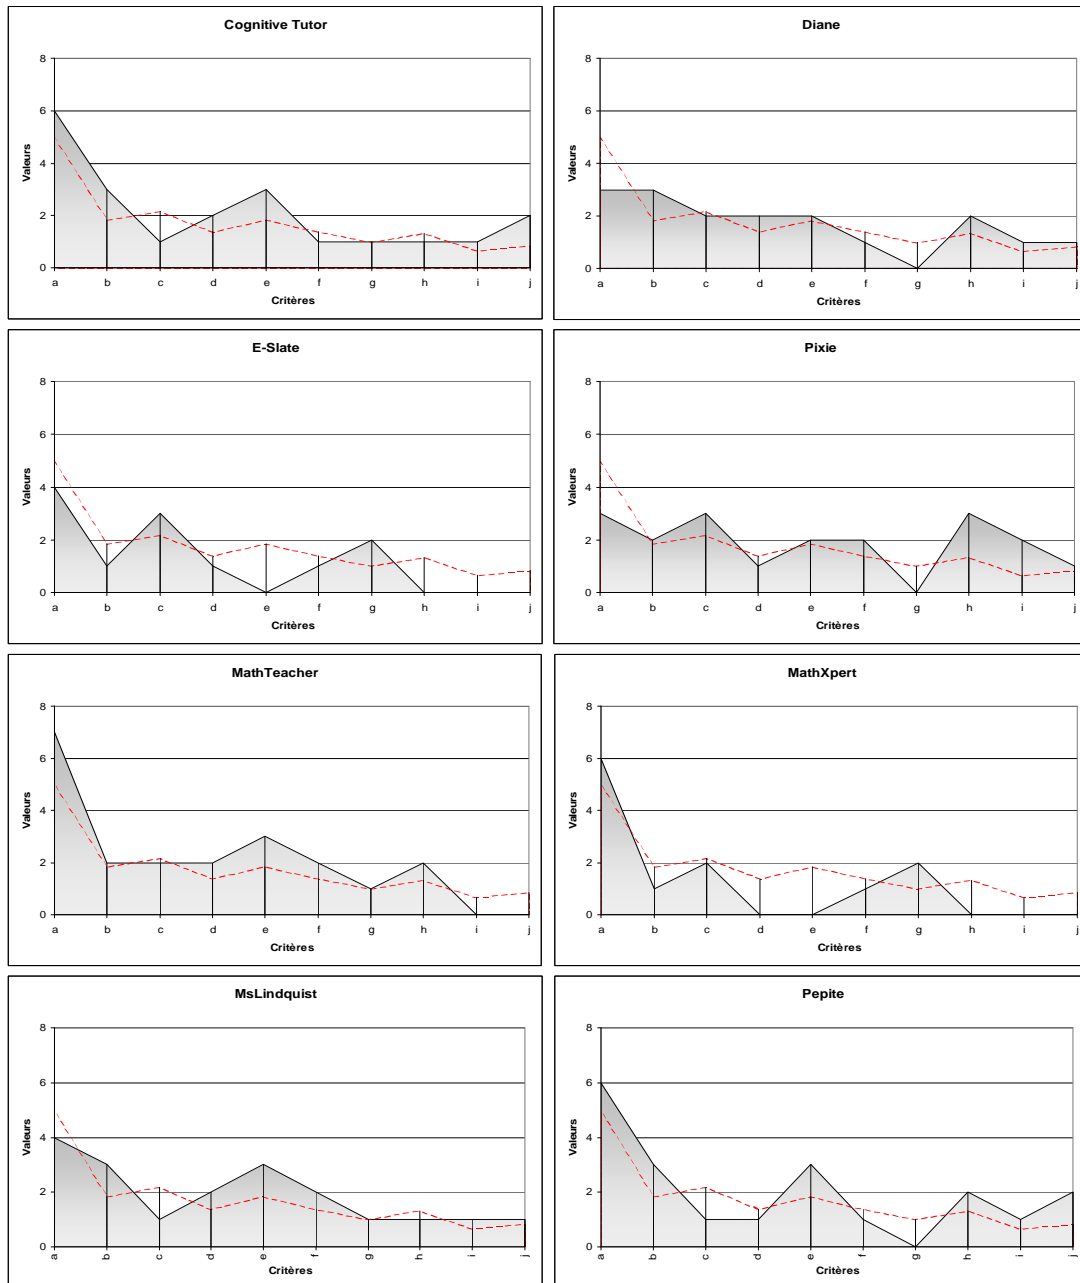 Cognitive Tutor
Valeurs
8
6
4
2
0
a b c d e f g h i j
Critères
Diane
Valeurs
8
6
4
2
0
a b c d e f g h i j
Critères
E-Slate
Valeurs
8
6
4
2
0
a b c d e f g h i j
Critères
Pixie
Valeurs
8
6
4
2
0
a b c d e f g h i j
Critères
MathTeacher
Valeurs
8
6
4
2
0
a b c d e f g h i j
Critères
MathXpert
Valeurs
8
6
4
2
0
a b c d e f g h i j
Critères
MsLindquist
Valeurs
8
6
4
2
0
a b c d e f g h i j
Critères
Pepite
Valeurs
8
6
4
2
0
a b c d e f g h i j
Critères